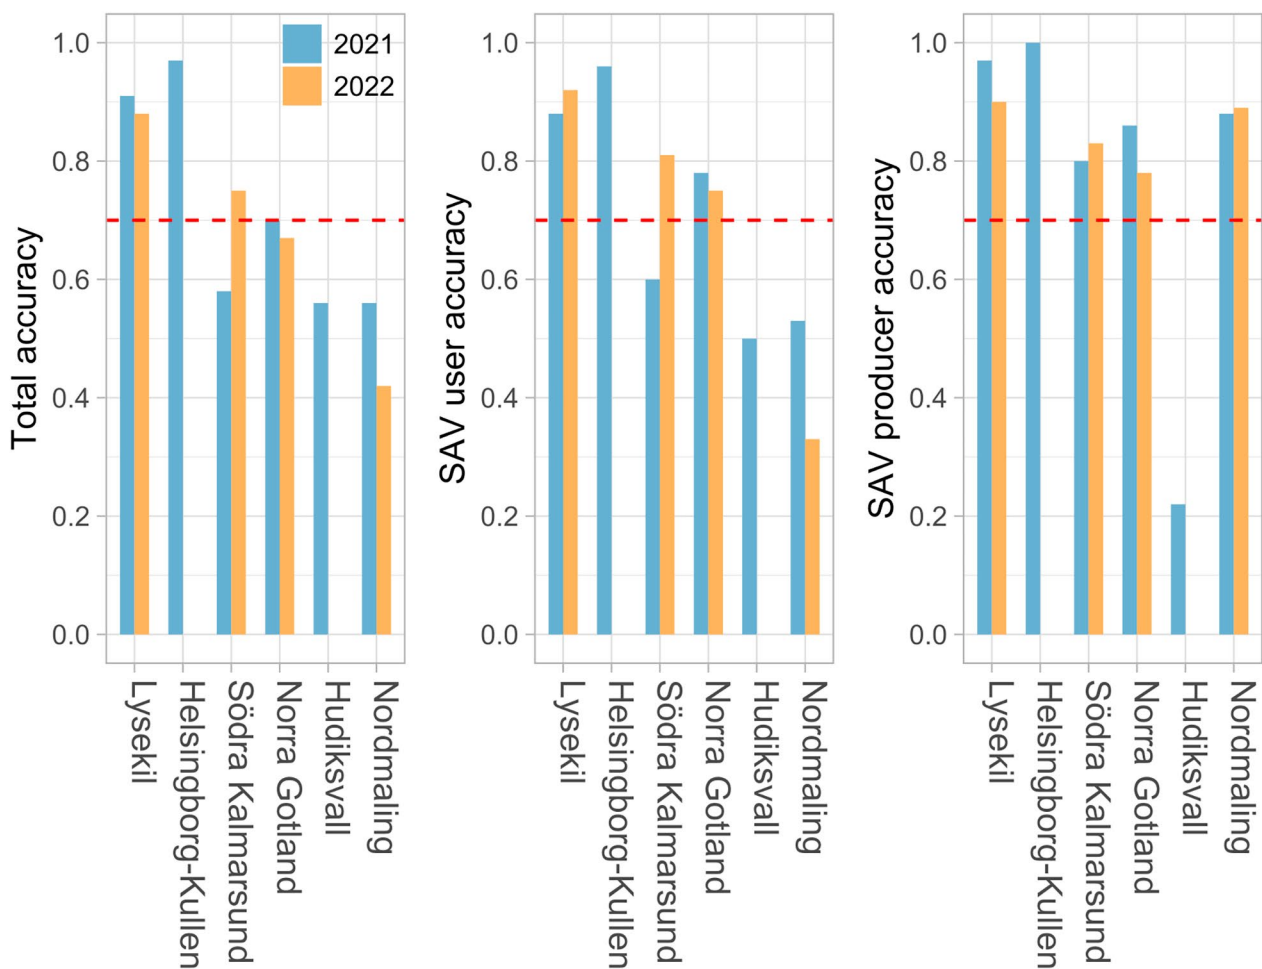 Total accuracy
1.0
0.8
0.6
0.4
0.2
0.0
2021
2022
Lysekil
Helsingborg-Kullen
Södra Kalmarsund
Norra Gotland
Hudiksvall
Nordmaling
SAV user accuracy
1.0
0.8
0.6
0.4
0.2
0.0
Lysekil
Helsingborg-Kullen
Södra Kalmarsund
Norra Gotland
Hudiksvall
Nordmaling
SAV producer accuracy
1.0
0.8
0.6
0.4
0.2
0.0
Lysekil
Helsingborg-Kullen
Södra Kalmarsund
Norra Gotland
Hudiksvall
Nordmaling